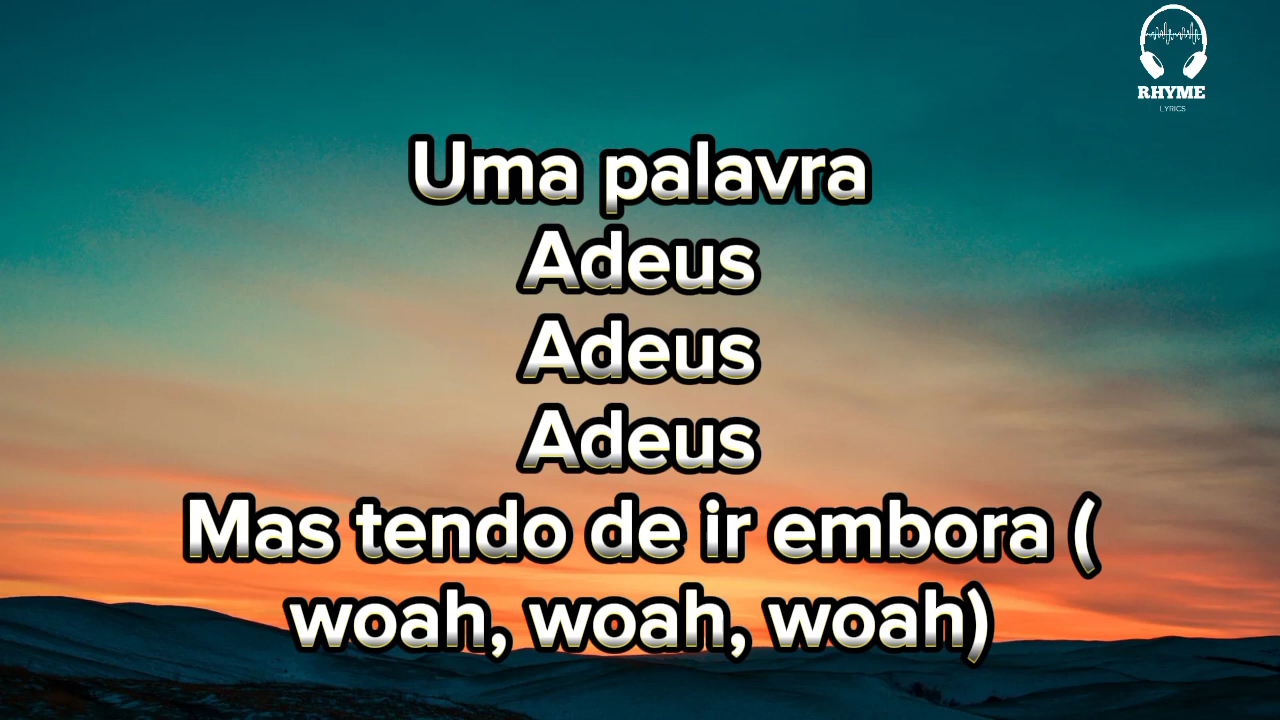 RHYME
LYRICS
Uma palavra
Adeus
Adeus
Adeus
Mas tendo de ir embora (
woah, woah, woah)